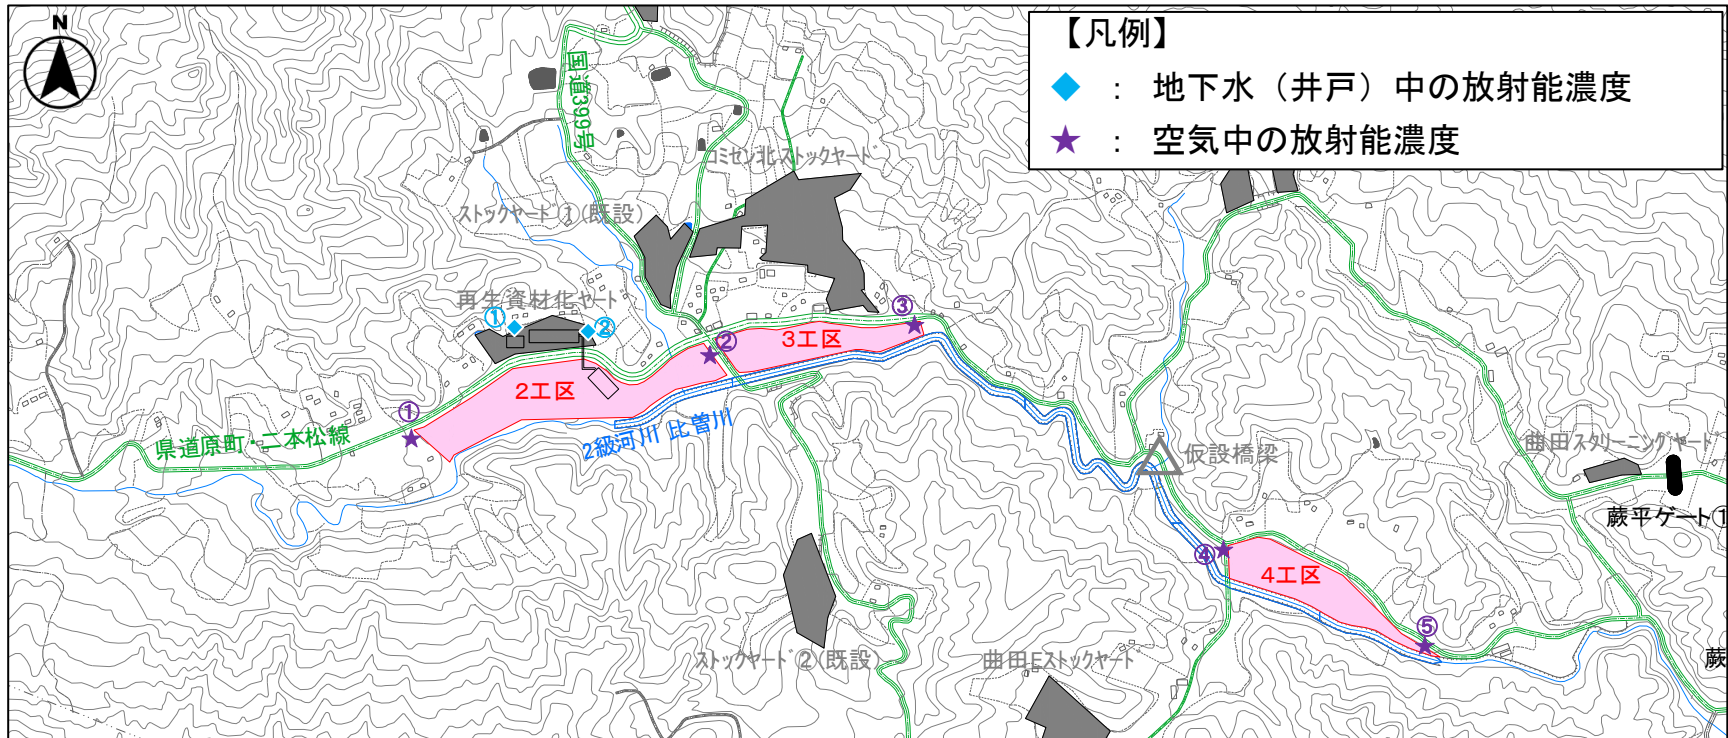 N
【凡例】
◆ : 地下水（井戸）中の放射能濃度
★ : 空気中の放射能濃度
国道399号
コミセン北ストックヤード
ストックヤード①(既設)
再生資材化ヤード
①
②
③
②
3工区
2工区
①
県道原町・二本松線
2級河川 比曽川
仮設橋梁
曲田スクリーニングヤード
蕨平ゲート①
④
4工区
⑤
ストックヤード②(既設)
曲田Eストックヤード
蕨